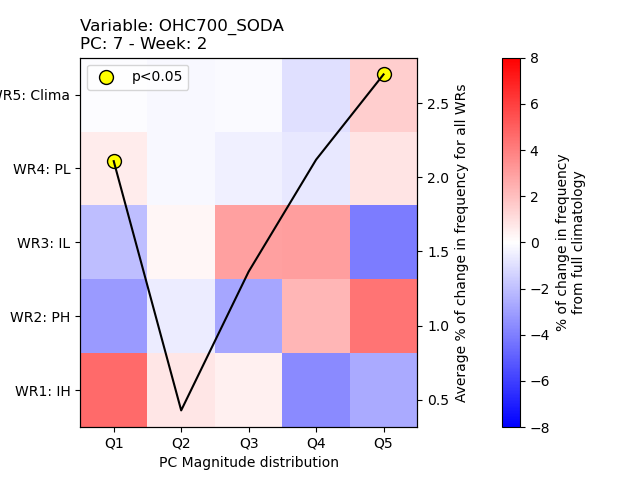 Variable: OHC700_SODA
PC: 7 - Week: 2
p<0.05
WR5: Clima
WR4: PL
WR3: IL
WR2: PH
WR1: IH
Q1 Q2 Q3 Q4 Q5
PC Magnitude distribution
2.5
2.0
1.5
1.0
0.5
Average % of change in frequency for all WRs
8
6
4
2
0
−2
−4
−6
−8
% of change in frequency
from full climatology